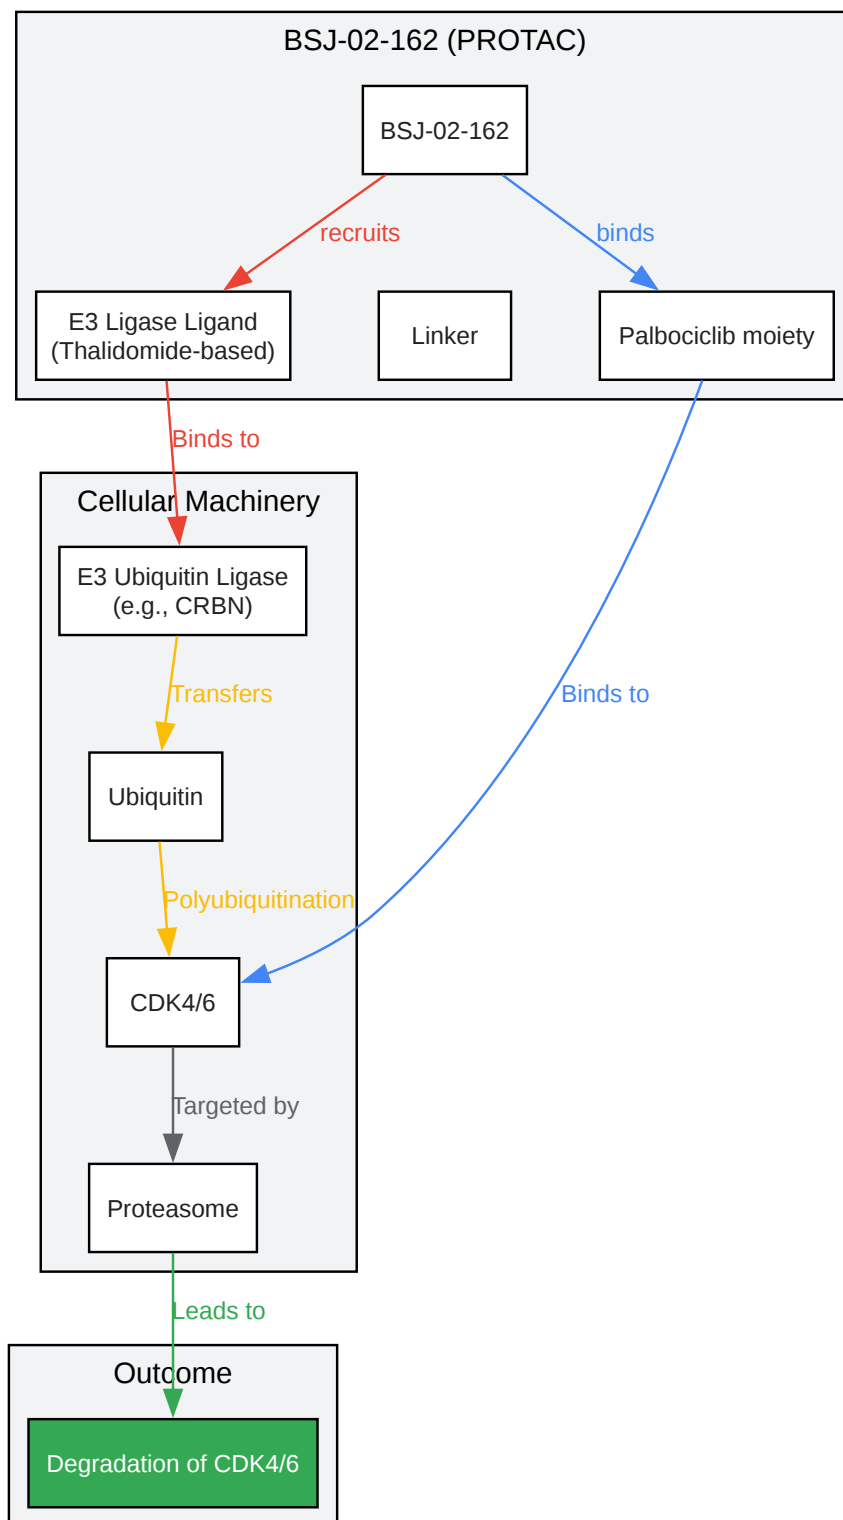 BSJ-02-162 (PROTAC)
BSJ-02-162
recruits
binds
E3 Ligase Ligand
(Thalidomide-based)
Linker
Palbociclib moiety
Binds to
Cellular Machinery
E3 Ubiquitin Ligase
(e.g., CRBN)
Transfers
Binds to
Ubiquitin
Polyubiquitination
CDK4/6
Targeted by
Proteasome
Leads to
Outcome
Degradation of CDK4/6